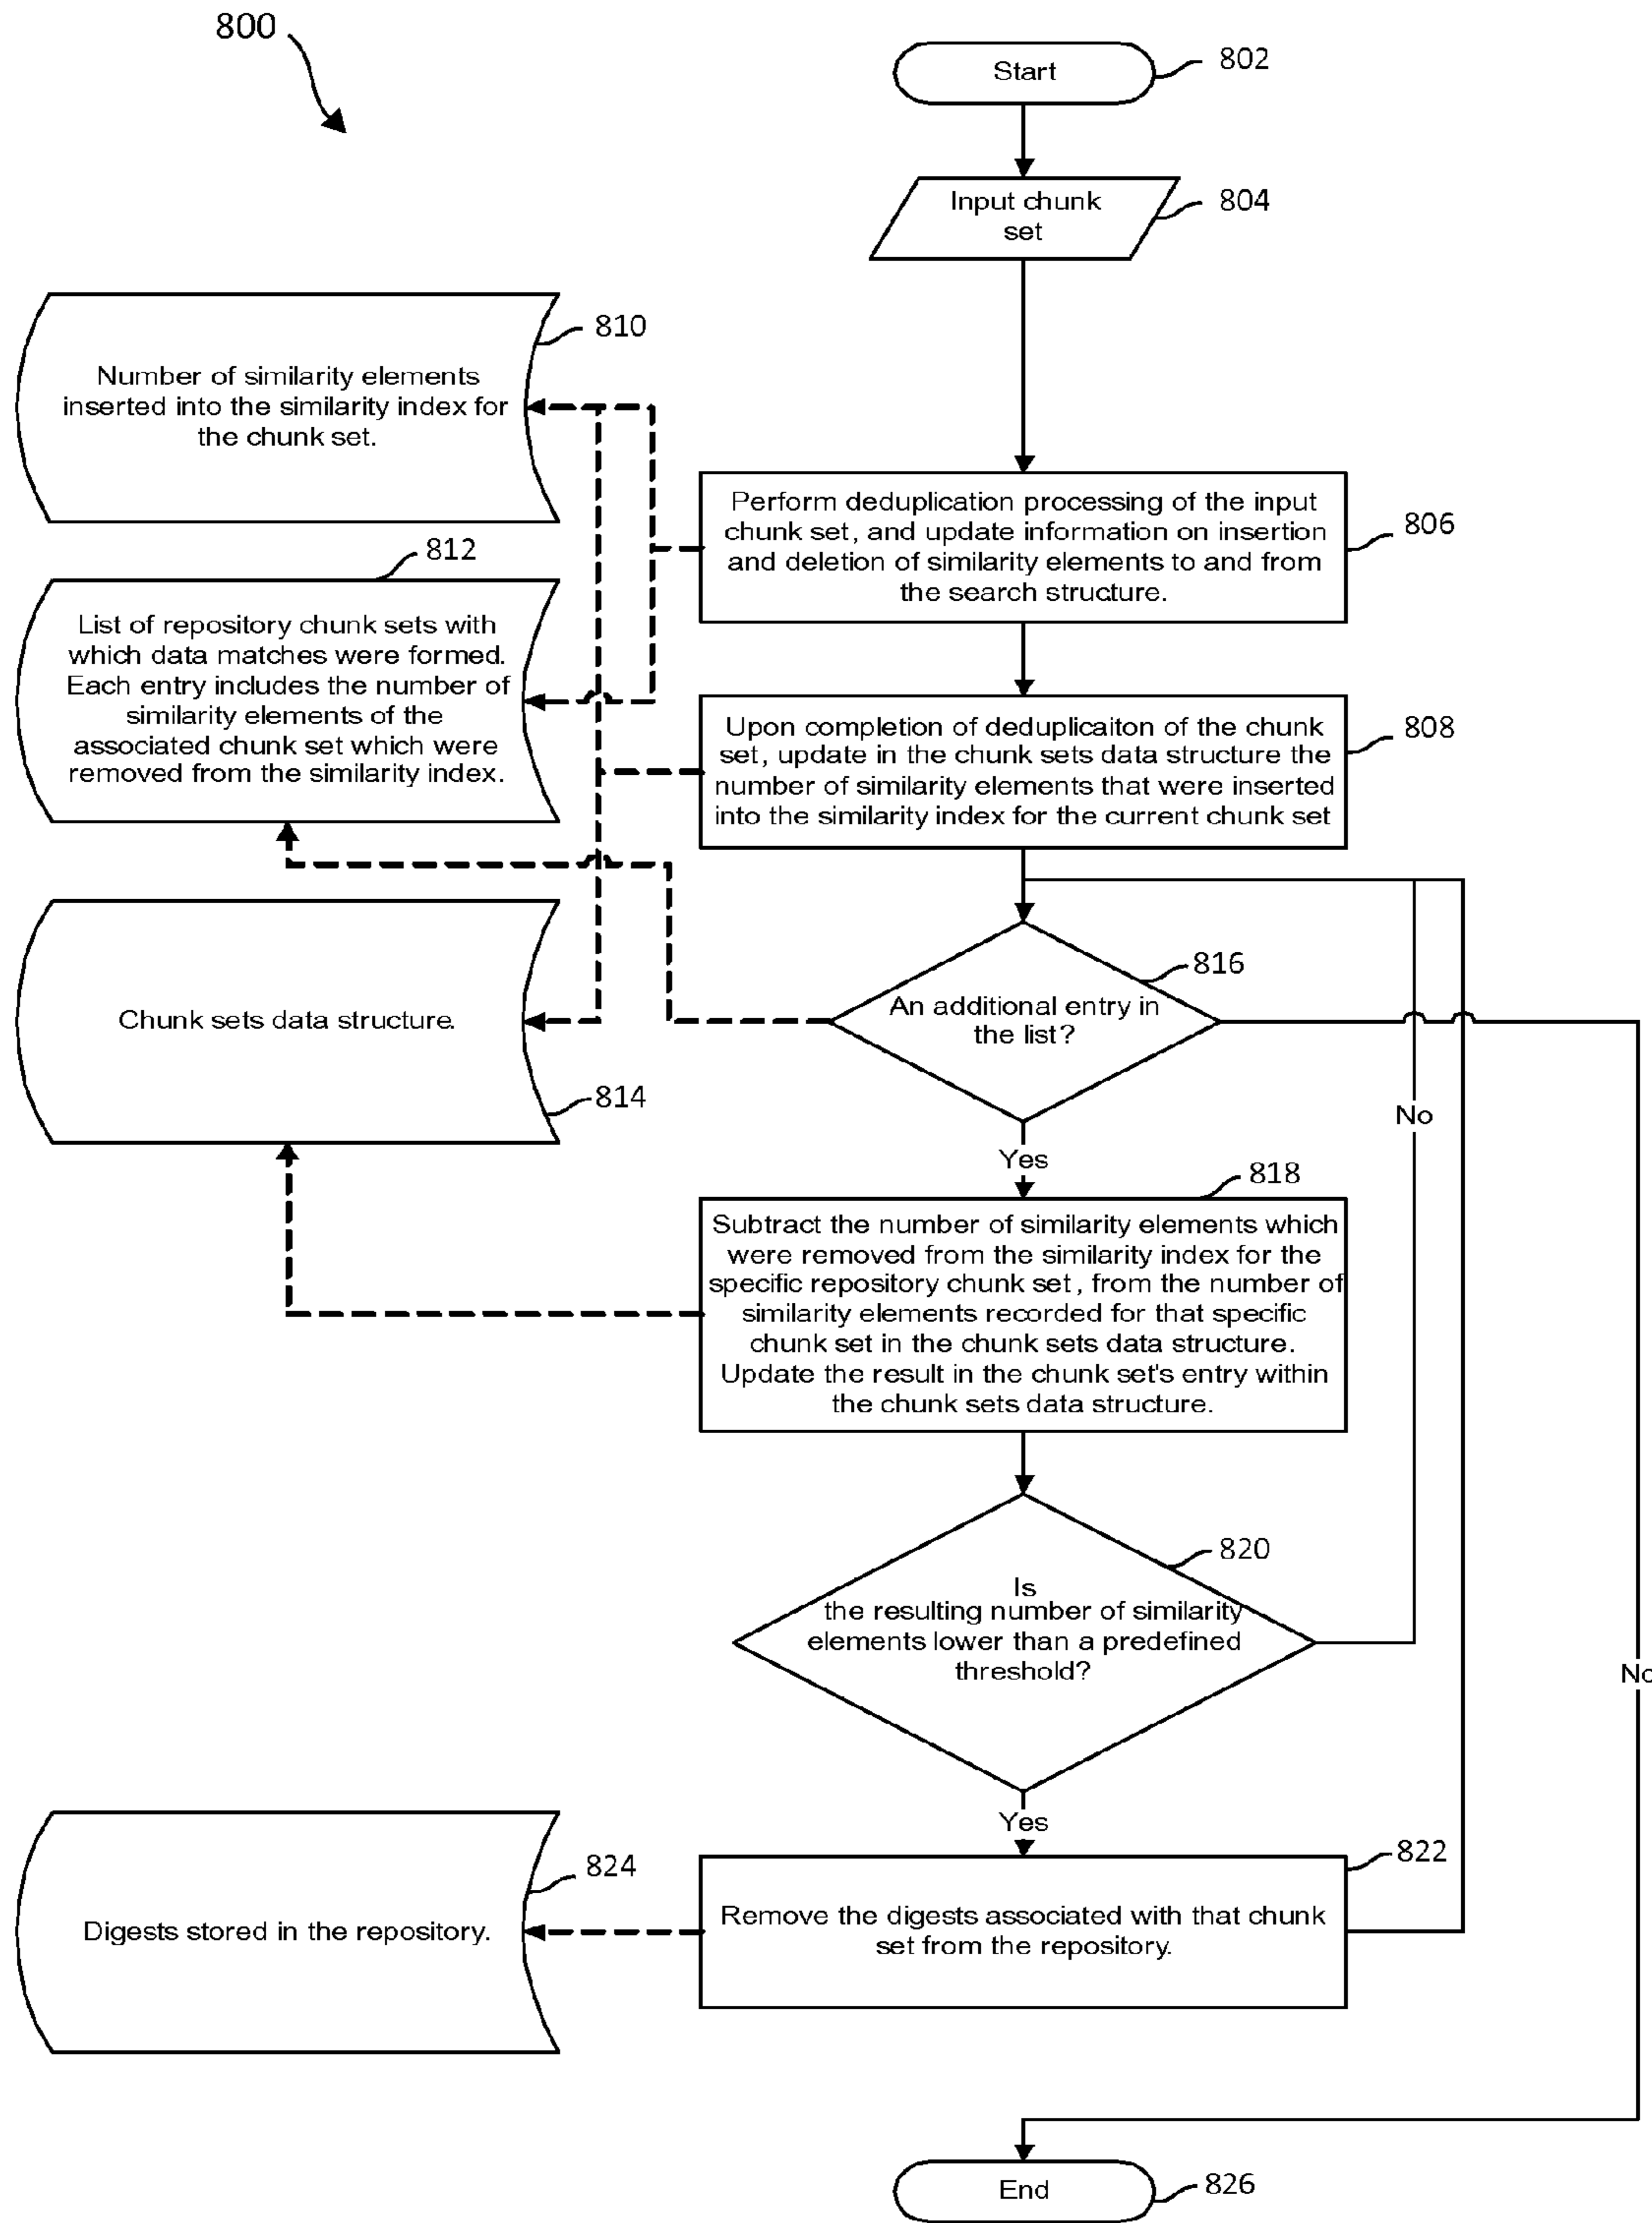 800
Start
802
Input chunk
set
804
810
Number of similarity elements
inserted into the similarity index for
the chunk set.
Perform deduplication processing of the input
chunk set, and update information on insertion
and deletion of similarity elements to and from
the search structure.
806
812
List of repository chunk sets with
which data matches were formed.
Each entry includes the number of
similarity elements of the
associated chunk set which were
removed from the similarity index.
Upon completion of deduplicaiton of the chunk
set, update in the chunk sets data structure the
number of similarity elements that were inserted
into the similarity index for the current chunk set
808
816
An additional entry in
the list?
Chunk sets data structure.
814
No
Yes
818
Subtract the number of similarity elements which
were removed from the similarity index for the
specific repository chunk set, from the number of
similarity elements recorded for that specific
chunk set in the chunk sets data structure.
Update the result in the chunk set's entry within
the chunk sets data structure.
820
Is
the resulting number of similarity
elements lower than a predefined
threshold?
No
Yes
822
824
Digests stored in the repository.
Remove the digests associated with that chunk
set from the repository.
End
826